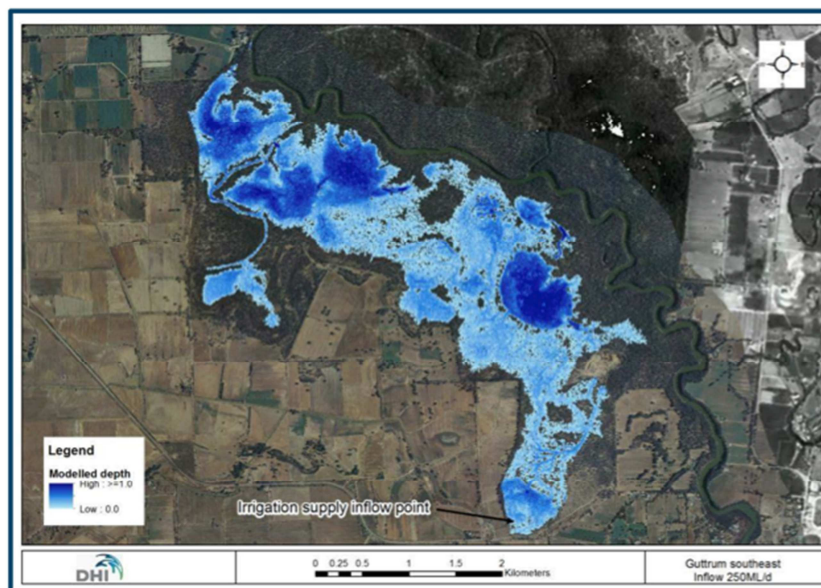 N
Legend
Modelled depth
High : >=1.0
Low : 0.0
Irrigation supply inflow point
DHI
0 0.25 0.5 1 1.5 2
Kilometers
Guttrum southeast
Inflow 250ML/d